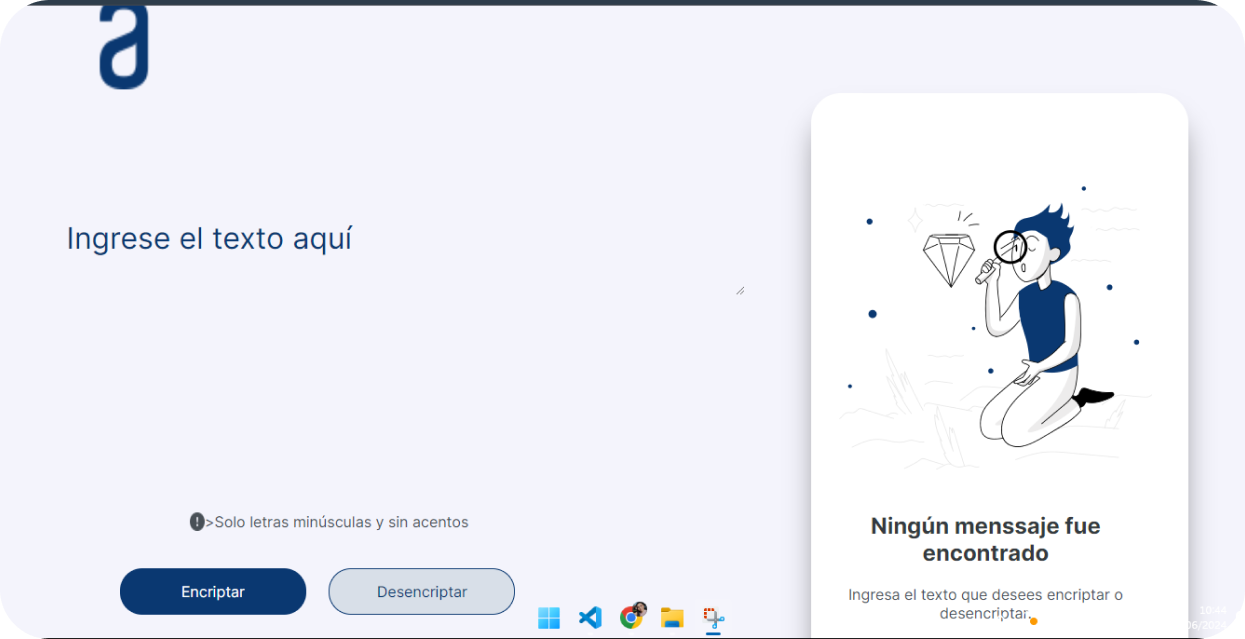 a
Ingrese el texto aquí
!>Solo letras minúsculas y sin acentos
Encriptar
Desencriptar
Ningún menssaje fue
encontrado
Ingresa el texto que desees encriptar o
desencriptar.
10:44
06/2024